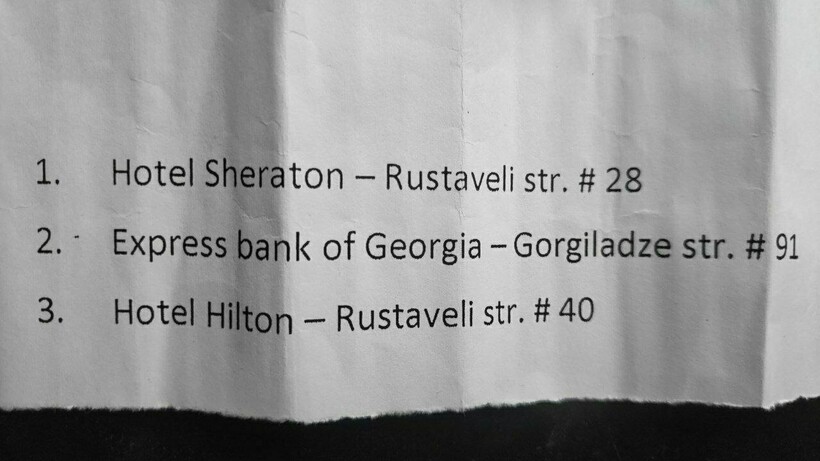 1. Hotel Sheraton – Rustaveli str. # 28
2. Express bank of Georgia – Gorgiladze str. # 91
3. Hotel Hilton – Rustaveli str. # 40